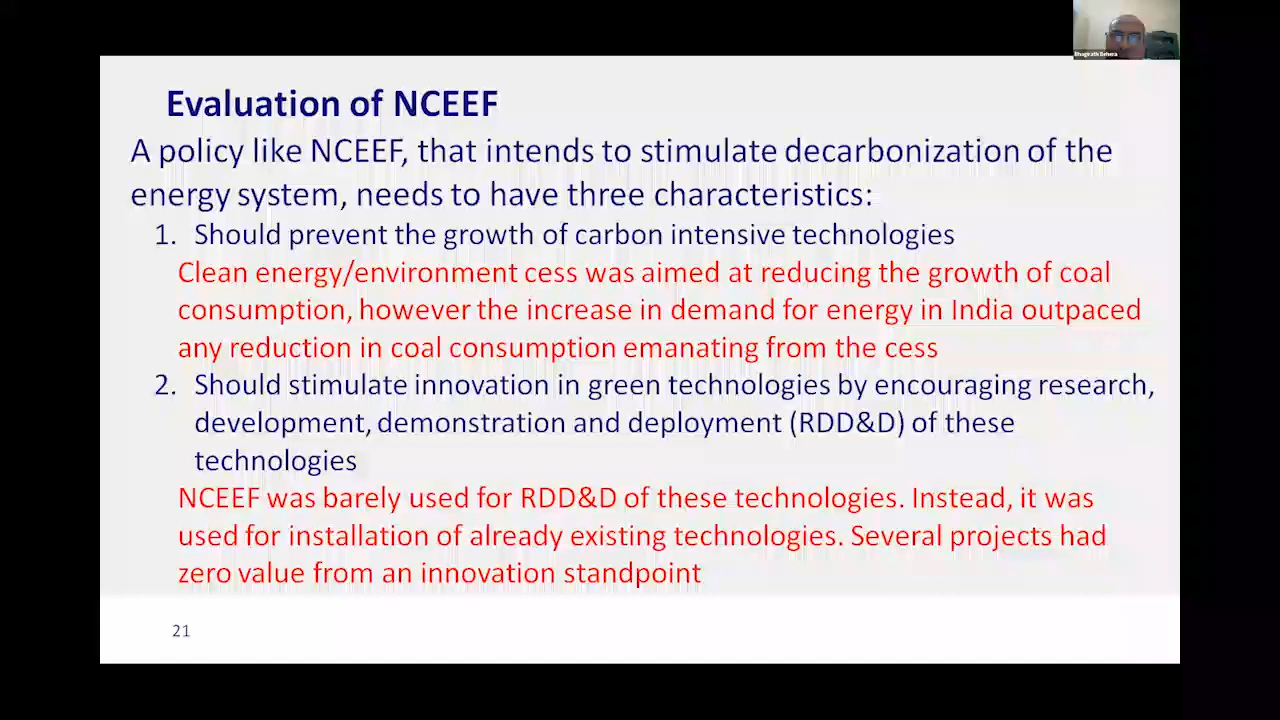 Bhagirath Behera
Evaluation of NCEEF
A policy like NCEEF, that intends to stimulate decarbonization of the
energy system, needs to have three characteristics:
1. Should prevent the growth of carbon intensive technologies
Clean energy/environment cess was aimed at reducing the growth of coal
consumption, however the increase in demand for energy in India outpaced
any reduction in coal consumption emanating from the cess
2. Should stimulate innovation in green technologies by encouraging research,
development, demonstration and deployment (RDD&D) of these
technologies
NCEEF was barely used for RDD&D of these technologies. Instead, it was
used for installation of already existing technologies. Several projects had
zero value from an innovation standpoint
21